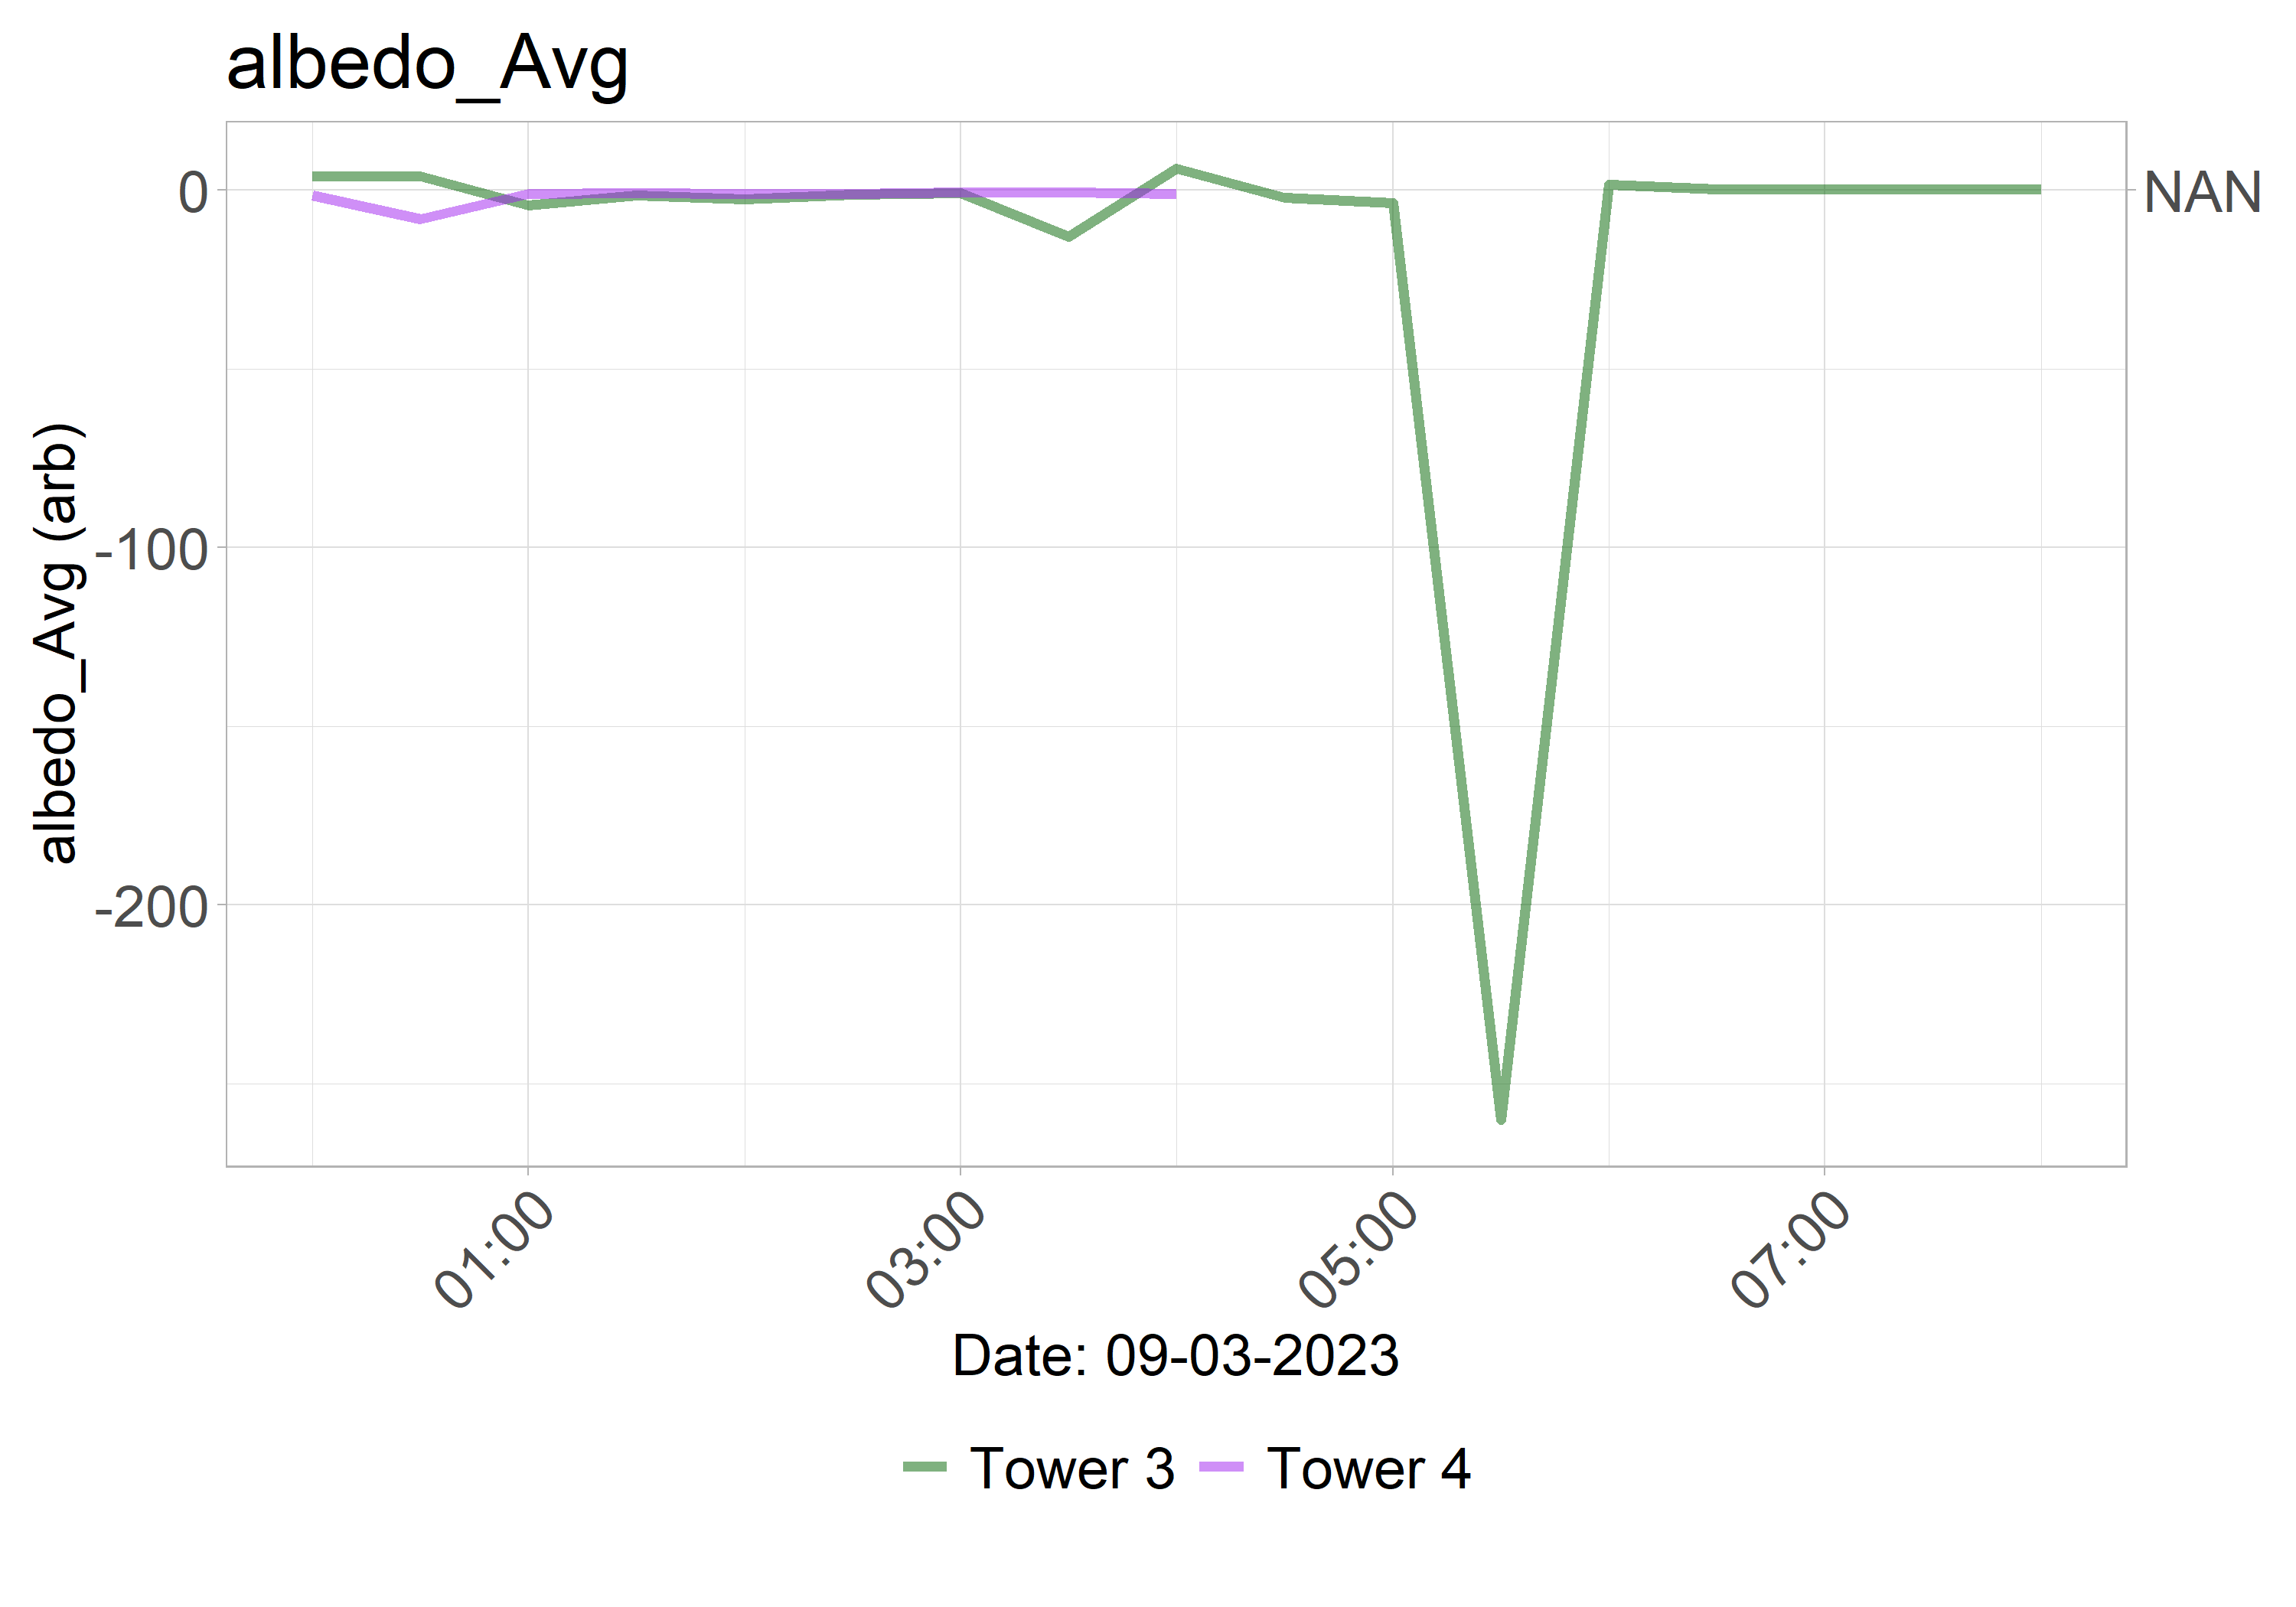 albedo_Avg
albedo_Avg (arb)
0
-100
-200
NAN
01:00
03:00
05:00
07:00
Date: 09-03-2023
Tower 3
Tower 4